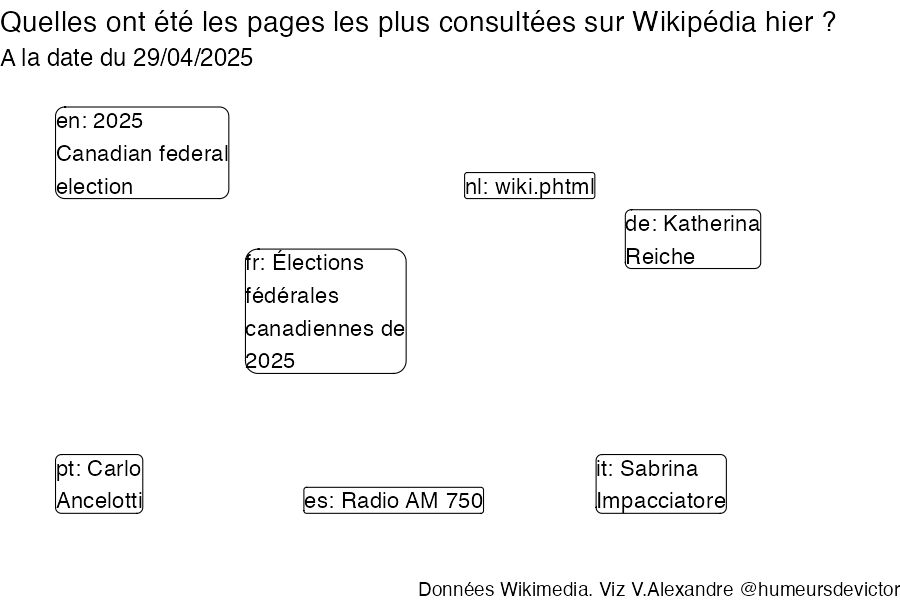 Quelles ont été les pages les plus consultées sur Wikipédia hier ?
A la date du 29/04/2025
en: 2025
Canadian federal
election
nl: wiki.phtml
de: Katherina
Reiche
fr: Élections
fédérales
canadiennes de
2025
pt: Carlo
Ancelotti
es: Radio AM 750
it: Sabrina
Impacciatore
Données Wikimedia. Viz V.Alexandre @humeursdevictor